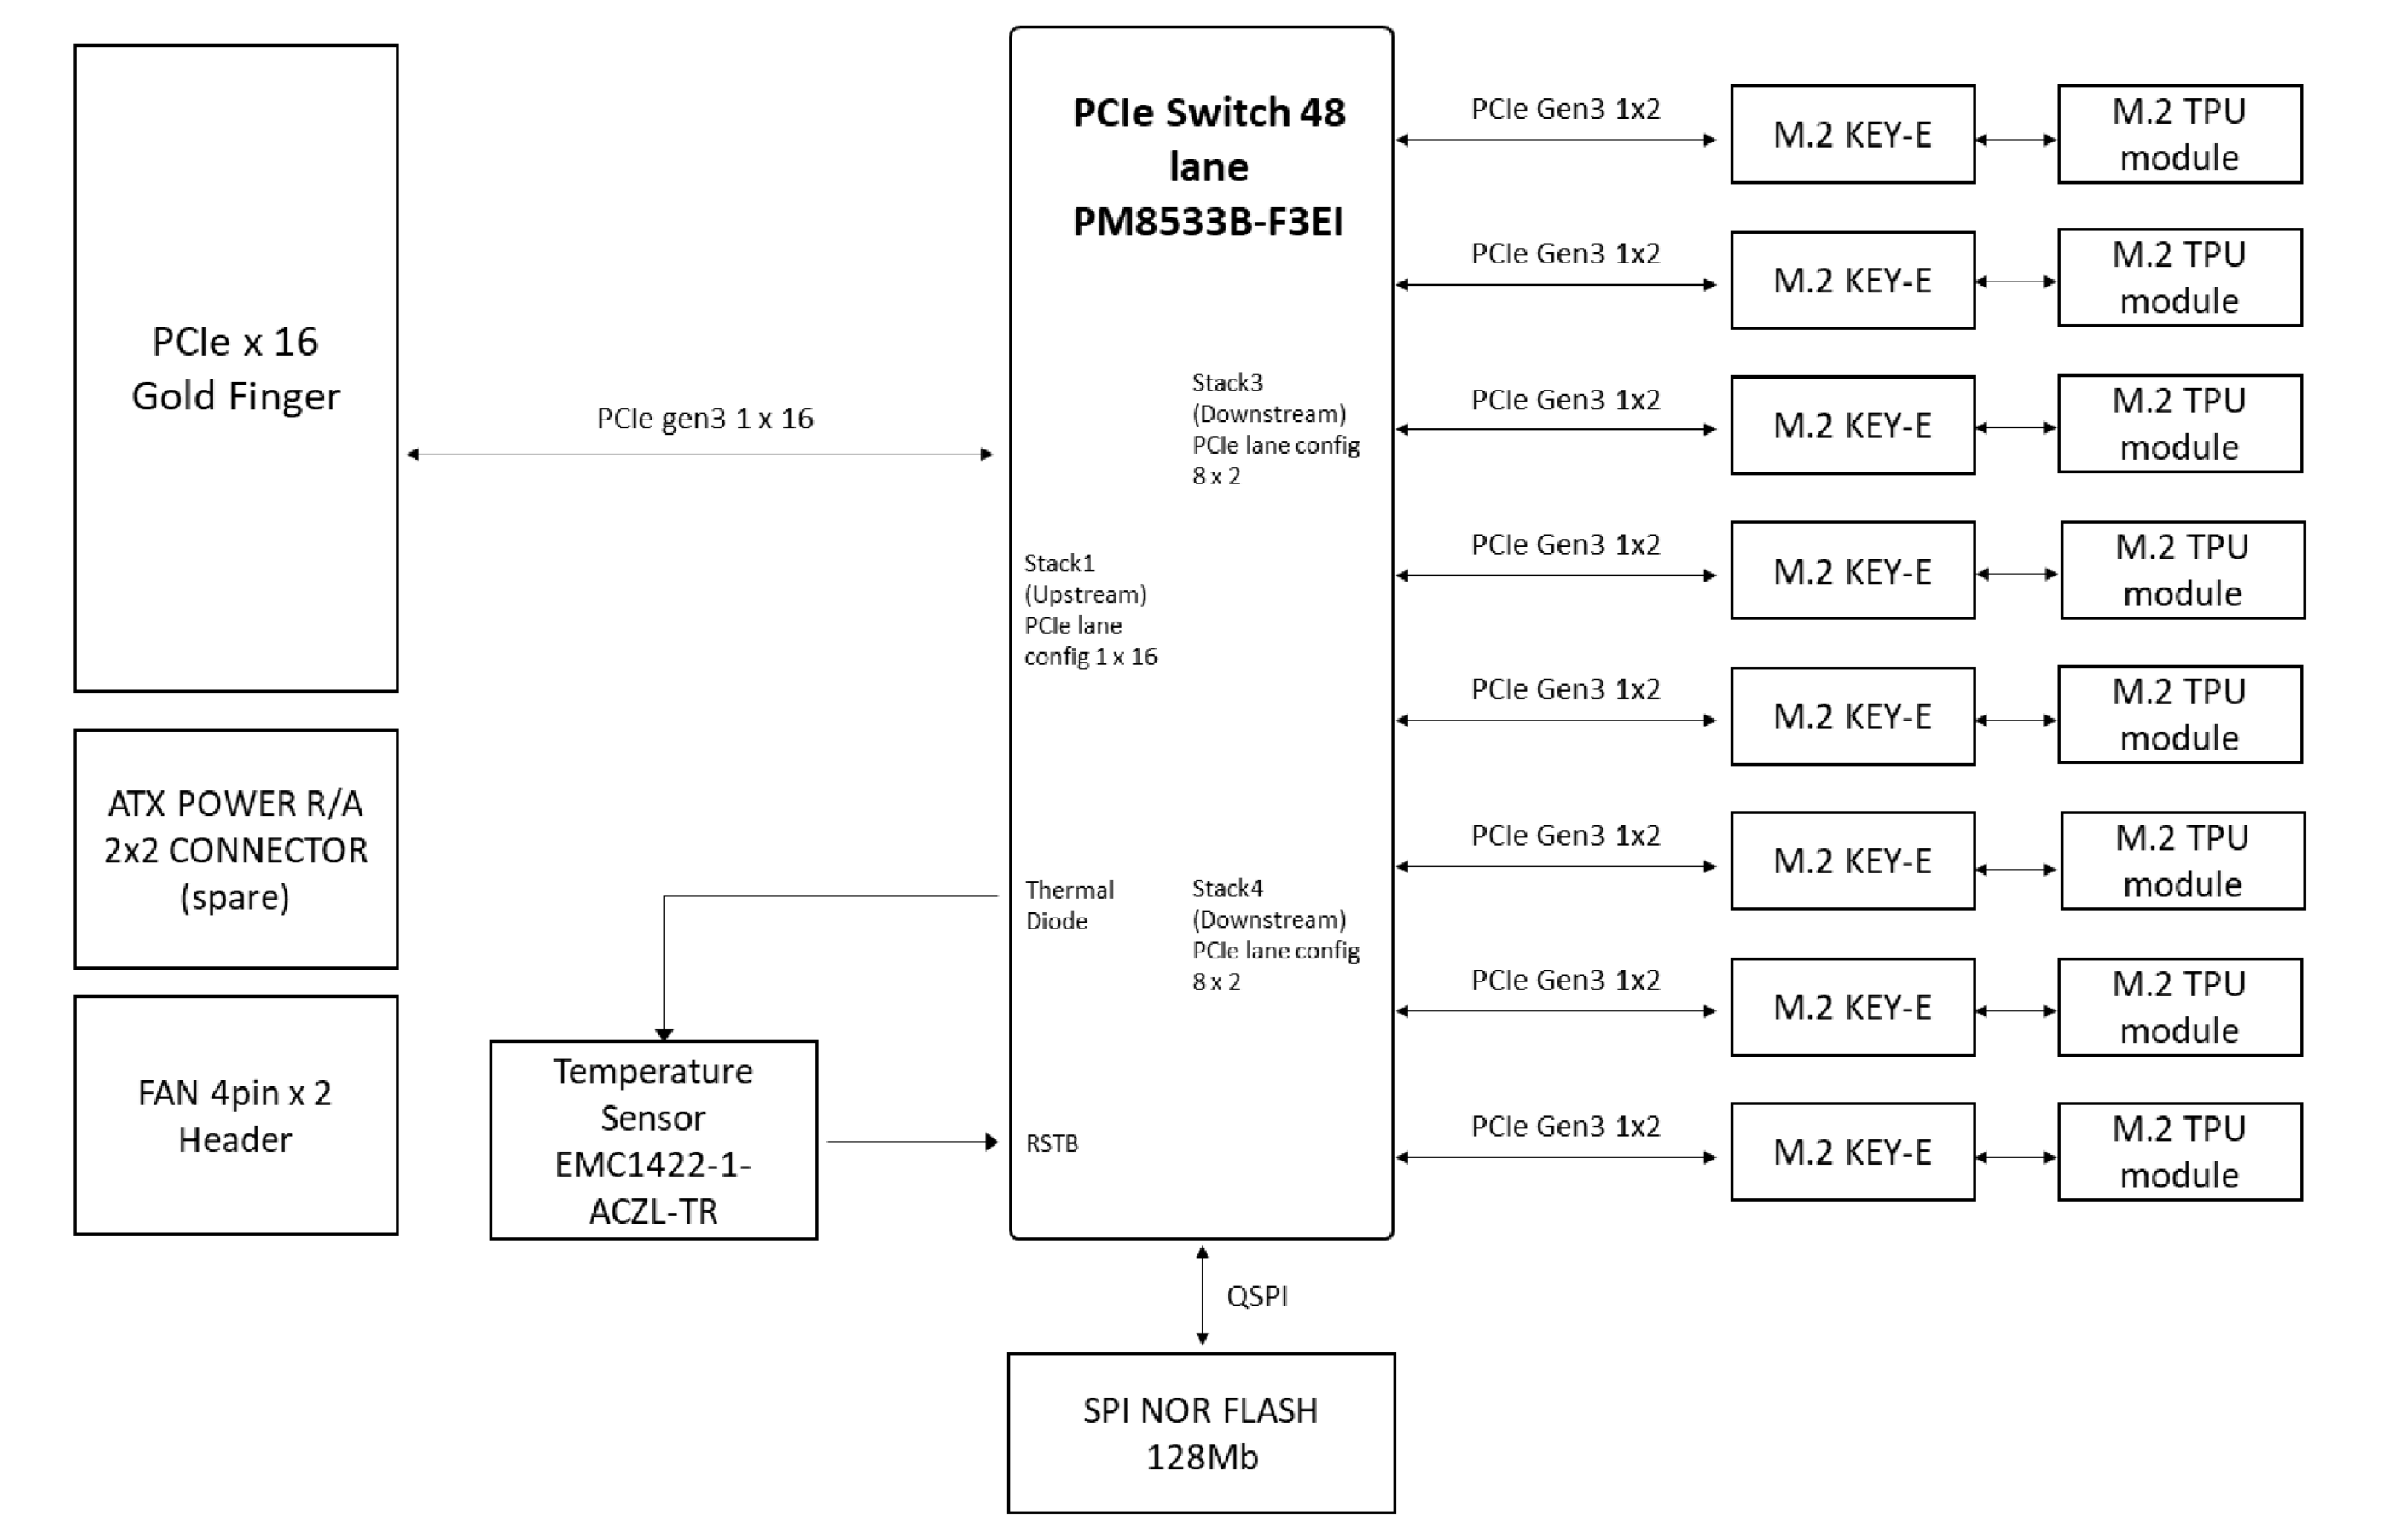 PCIe x 16
Gold Finger
ATX POWER R/A
2x2 CONNECTOR
(spare)
FAN 4pin x 2
Header
PCIe gen3 1 x 16
Temperature
Sensor
EMC1422-1-
ACZL-TR
PCIe Switch 48
lane
PM8533B-F3EI
Stack3
(Downstream)
PCIe lane config
8 x 2
Stack1
(Upstream)
PCIe lane
config 1 x 16
Thermal
Diode
Stack4
(Downstream)
PCIe lane config
8 x 2
RSTB
QSPI
SPI NOR FLASH
128Mb
PCIe Gen3 1x2
M.2 KEY-E
M.2 TPU
module
PCIe Gen3 1x2
M.2 KEY-E
M.2 TPU
module
PCIe Gen3 1x2
M.2 KEY-E
M.2 TPU
module
PCIe Gen3 1x2
M.2 KEY-E
M.2 TPU
module
PCIe Gen3 1x2
M.2 KEY-E
M.2 TPU
module
PCIe Gen3 1x2
M.2 KEY-E
M.2 TPU
module
PCIe Gen3 1x2
M.2 KEY-E
M.2 TPU
module
PCIe Gen3 1x2
M.2 KEY-E
M.2 TPU
module